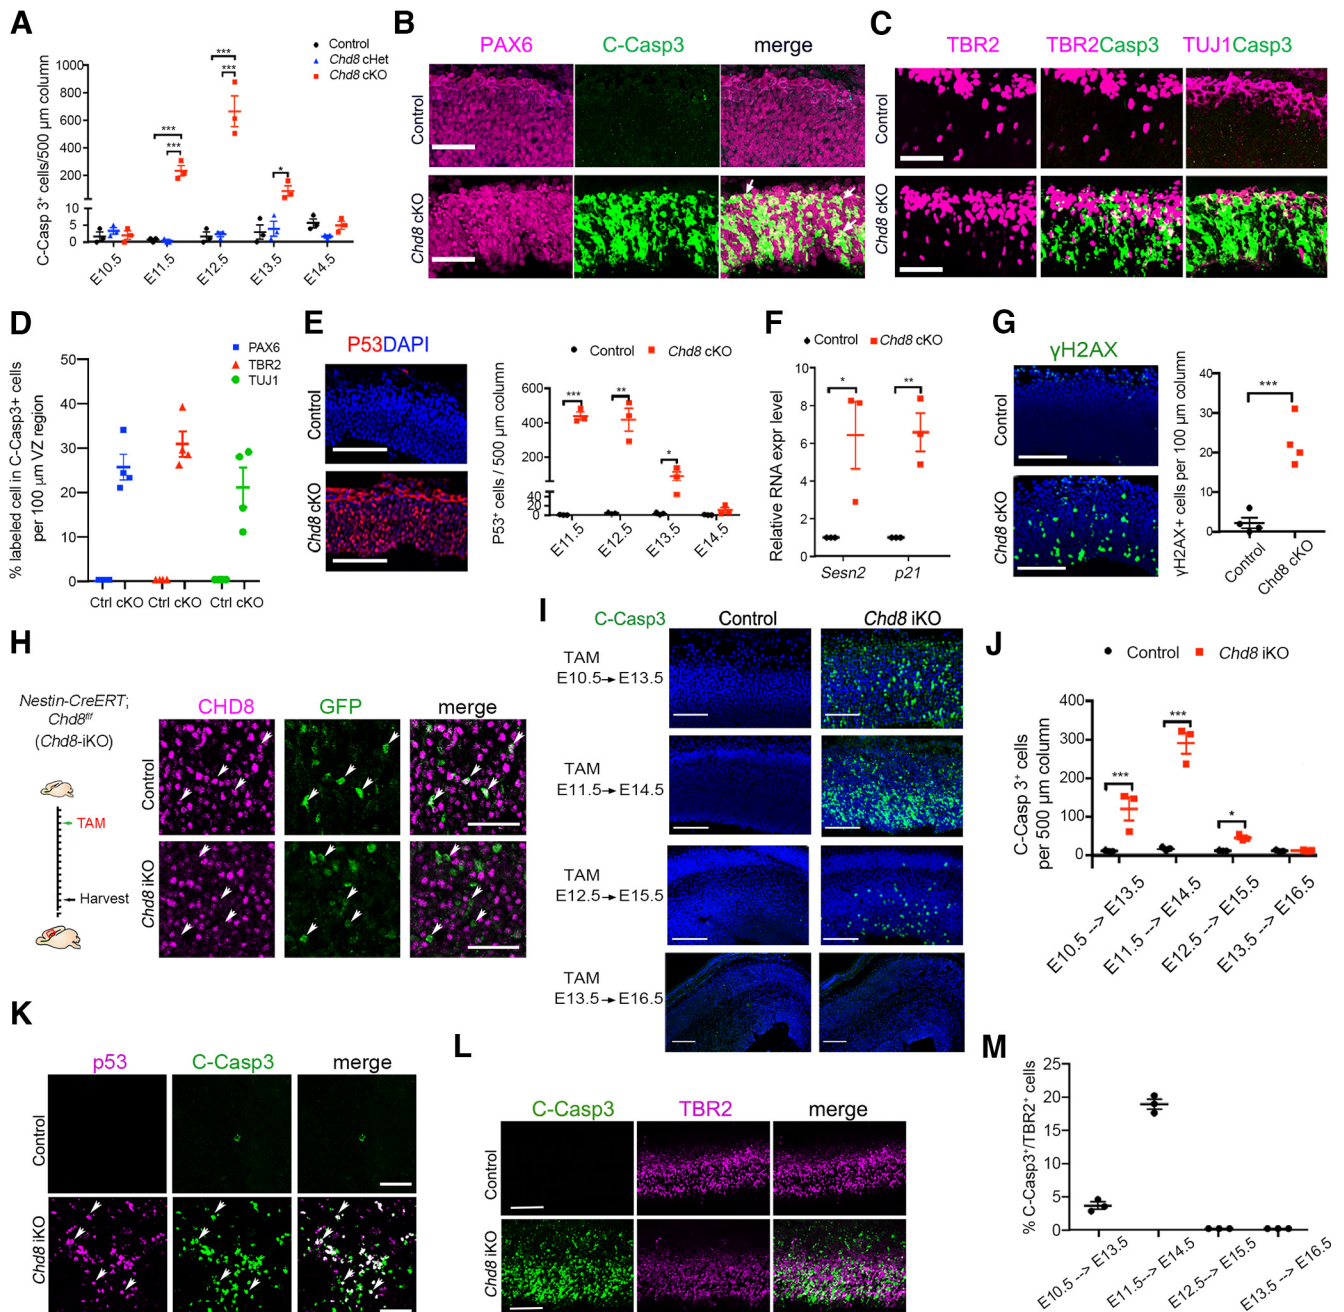 A
Control
Chd8 cHet
Chd8 cKO
C-Casp 3+ cells/500 µm column
1000
800
600
400
200
10
5
0
***
***
***
***
*
E10.5
E11.5
E12.5
E13.5
E14.5
B
PAX6
C-Casp3
merge
Control
Chd8 cKO
C
TBR2
TBR2Casp3
TUJ1Casp3
Control
Chd8 cKO
D
PAX6
TBR2
TUJ1
% labeled cell in C-Casp3+ cells
per 100 µm VZ region
50
40
30
20
10
0
Ctrl cKO
Ctrl cKO
Ctrl cKO
E
P53DAPI
Control
Chd8 cKO
Control
Chd8 cKO
P53+ cells / 500 µm column
600
400
200
40
20
0
***
**
*
E11.5
E12.5
E13.5
E14.5
F
Control
Chd8 cKO
Relative RNA expr level
10
8
6
4
2
0
*
**
Sesn2
p21
G
γH2AX
Control
Chd8 cKO
γH2AX+ cells per 100 µm column
40
30
20
10
0
***
Control
Chd8 cKO
H
Nestin-CreERT;
Chd8f/f
(Chd8-iKO)
TAM
Harvest
CHD8
GFP
merge
Control
Chd8 iKO
I
C-Casp3
Control
Chd8 iKO
TAM
E10.5→E13.5
TAM
E11.5→E14.5
TAM
E12.5→E15.5
TAM
E13.5→E16.5
J
Control
Chd8 iKO
C-Casp 3+ cells
per 500 µm column
400
300
200
100
0
***
***
*
E10.5 --> E13.5
E11.5 --> E14.5
E12.5 --> E15.5
E13.5 --> E16.5
K
p53
C-Casp3
merge
Control
Chd8 iKO
L
C-Casp3
TBR2
merge
Control
Chd8 iKO
M
% C-Casp3+/TBR2+ cells
25
20
15
10
5
0
E10.5 --> E13.5
E11.5--> E14.5
E12.5--> E15.5
E13.5 --> E16.5